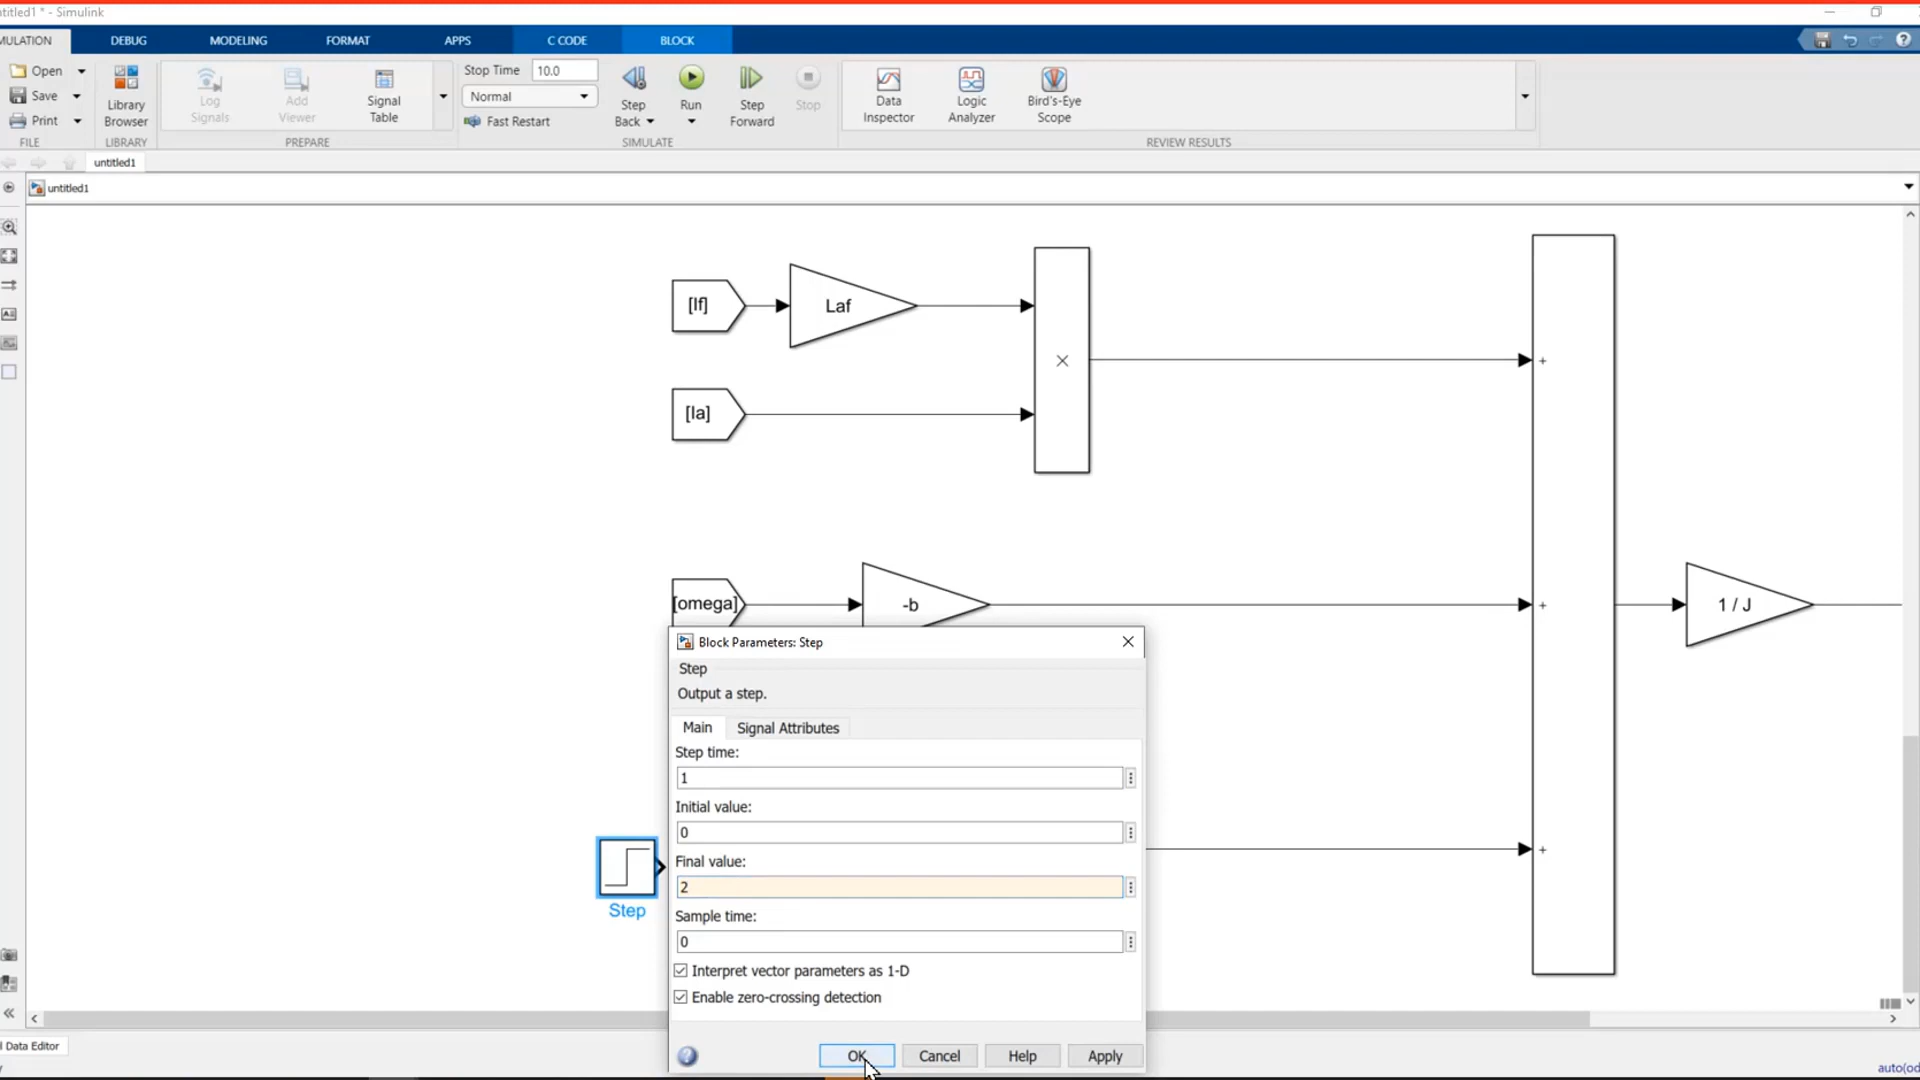 ntitled1 * - Simulink
MULATION DEBUG MODELING FORMAT APPS C CODE BLOCK
Open
Save
Print
FILE
Library
Browser
LIBRARY
Log
Signals
Add
Viewer
Signal
Table
PREPARE
Stop Time 10.0
Normal
Fast Restart
Step
Back
Run
Step
Forward
Stop
SIMULATE
Data
Inspector
Logic
Analyzer
Bird's-Eye
Scope
REVIEW RESULTS
untitled1
untitled1
[If]
Laf
×
+
[Ia]
[omega]
-b
+
1 / J
Block Parameters: Step
Step
Output a step.
Main Signal Attributes
Step time:
1
Initial value:
0
+
Step
Final value:
2
Sample time:
0
Interpret vector parameters as 1-D
Enable zero-crossing detection
OK Cancel Help Apply
l Data Editor
auto(od